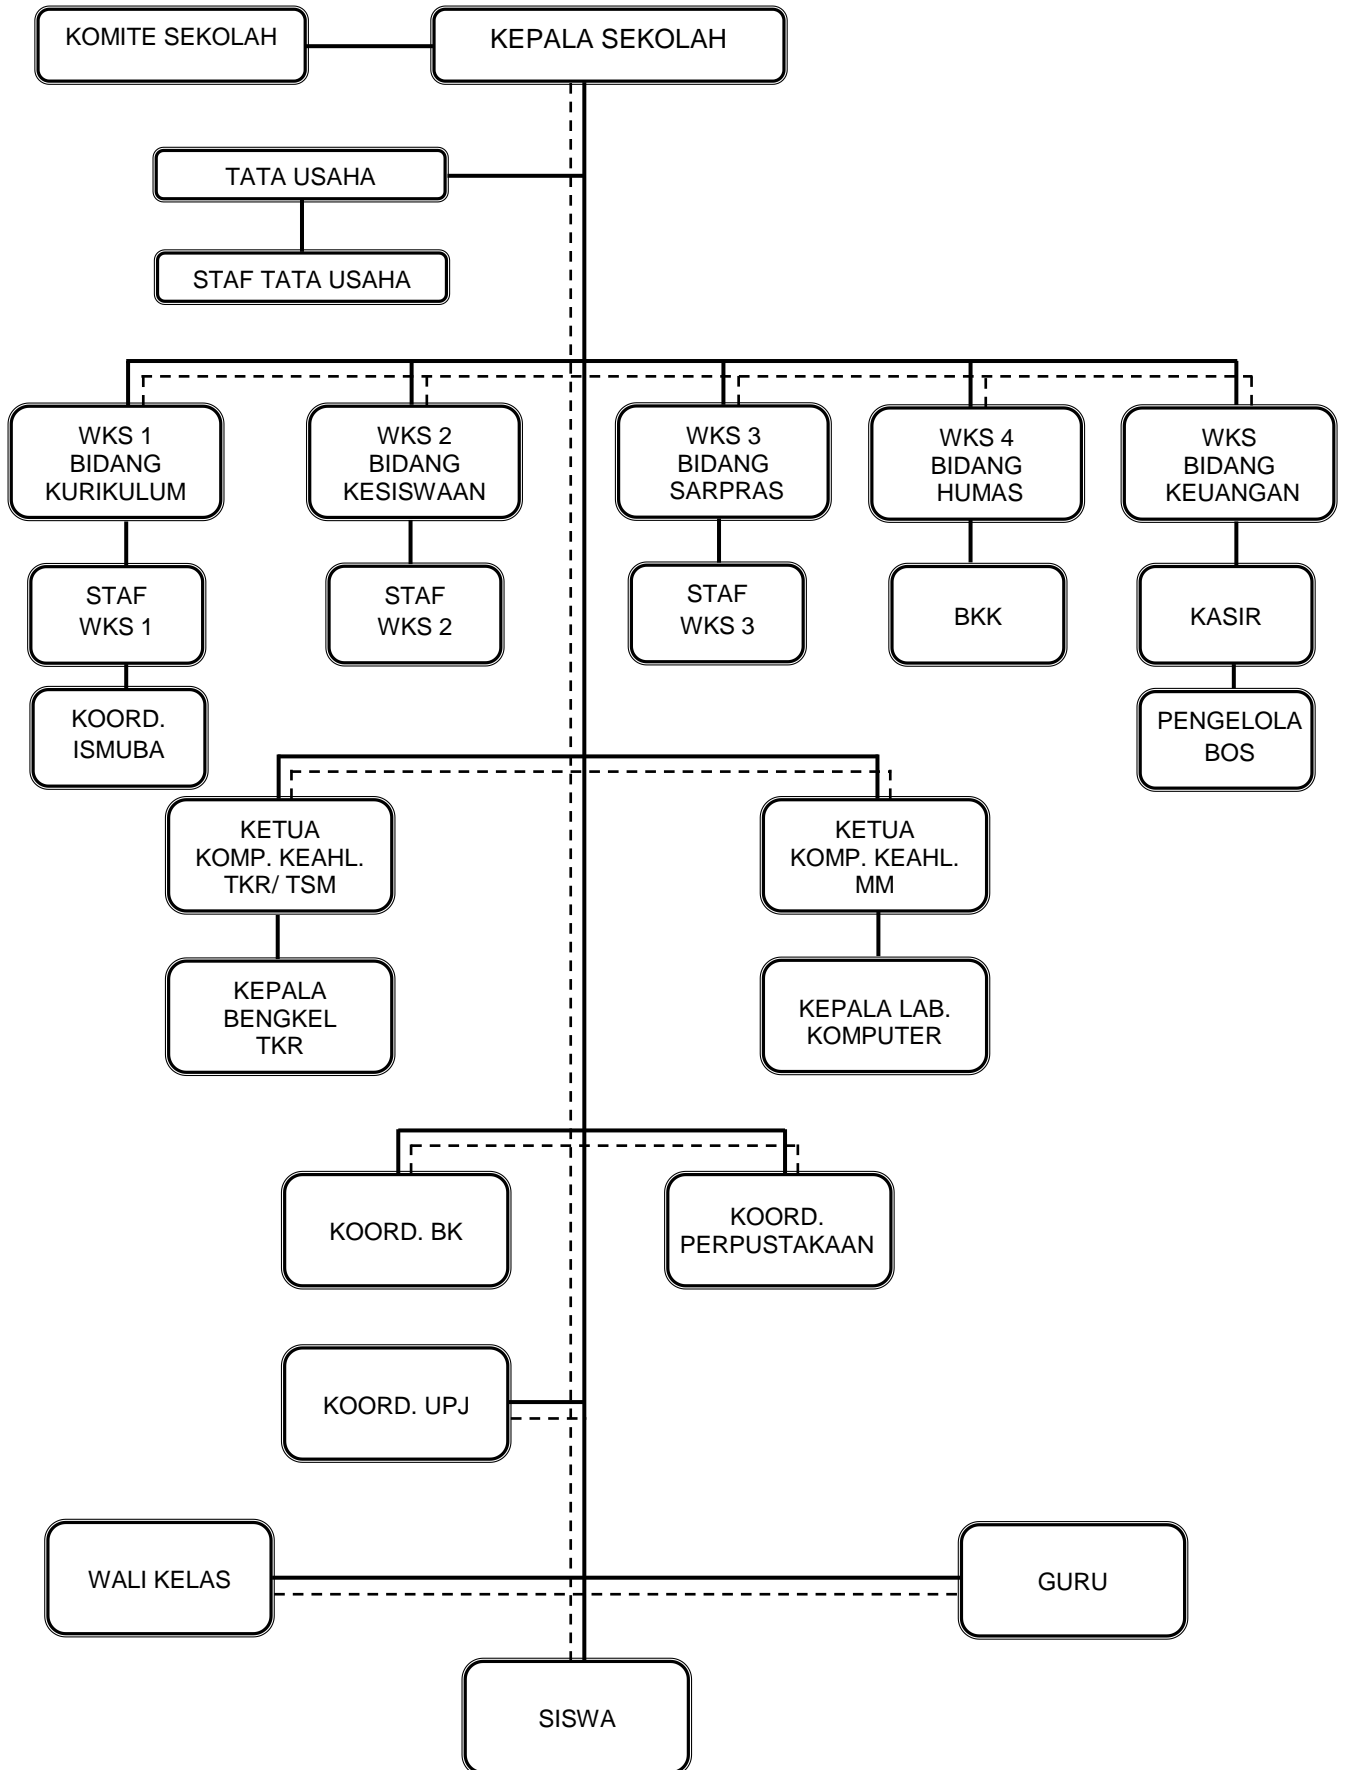 KOMITE SEKOLAH
KEPALA SEKOLAH
TATA USAHA
STAF TATA USAHA
WKS 1
BIDANG
KURIKULUM
WKS 2
BIDANG
KESISWAAN
WKS 3
BIDANG
SARPRAS
WKS 4
BIDANG
HUMAS
WKS
BIDANG
KEUANGAN
STAF
WKS 1
STAF
WKS 2
STAF
WKS 3
BKK
KASIR
KOORD.
ISMUBA
PENGELOLA
BOS
KETUA
KOMP. KEAHL.
TKR/ TSM
KETUA
KOMP. KEAHL.
MM
KEPALA
BENGKEL
TKR
KEPALA LAB.
KOMPUTER
KOORD. BK
KOORD.
PERPUSTAKAAN
KOORD. UPJ
WALI KELAS
GURU
SISWA